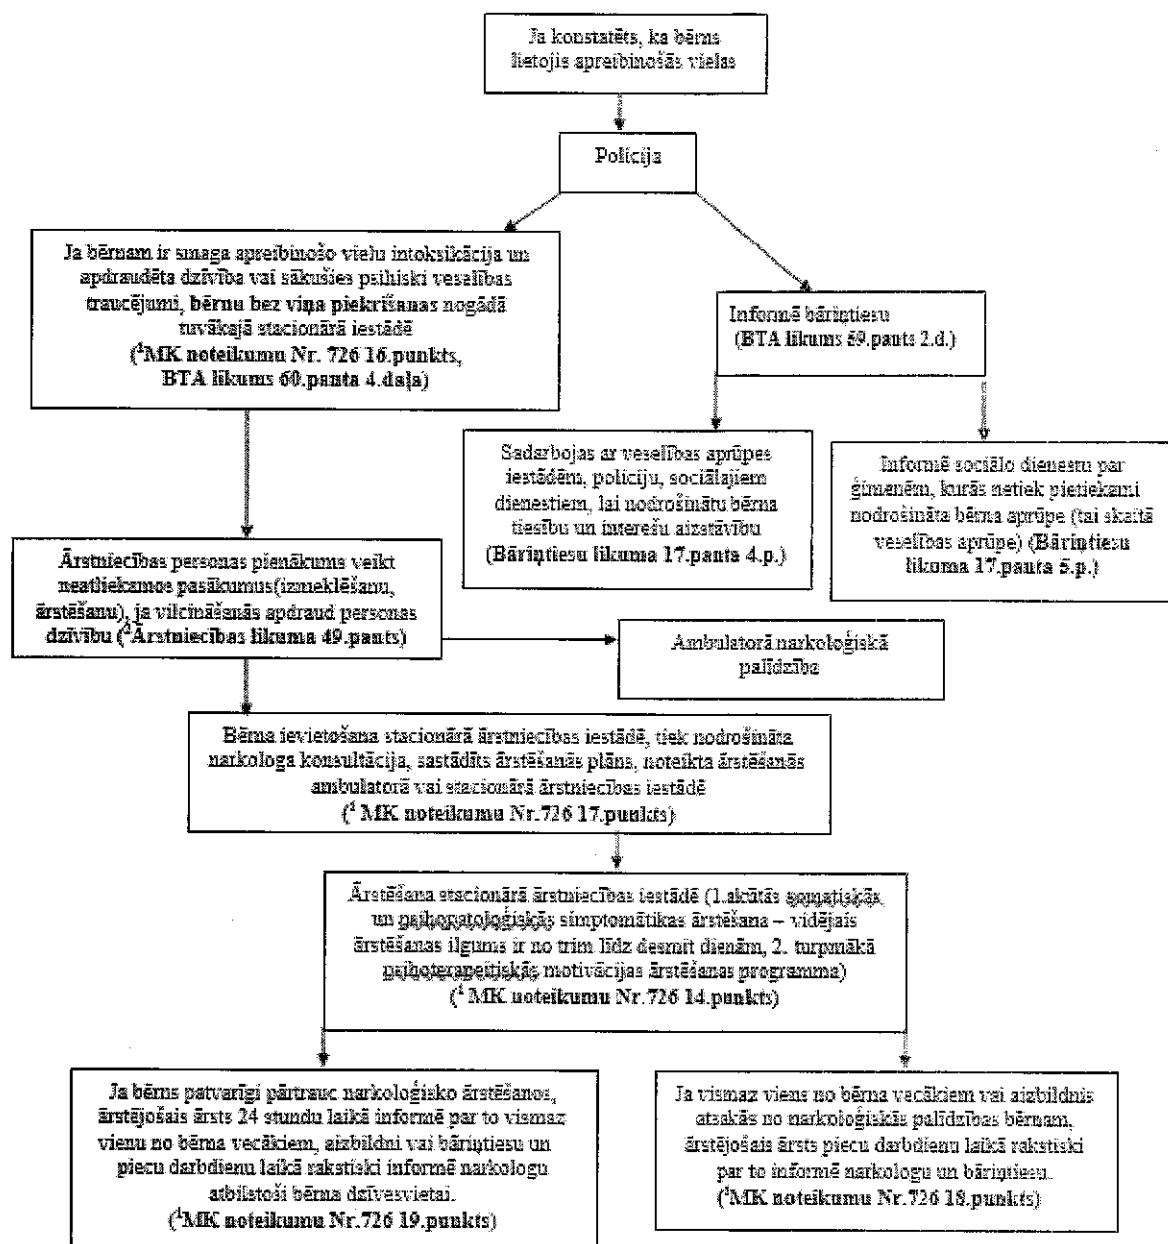 Ja konstatēts, ka bērns
lietojis apreibinošās vielas
Policija
Ja bērnam ir smaga apreibinošo vielu intoksikācija un
apdraudēta dzīvība vai sākušies psihiski veselības
traucējumi, bērnu bez viņa piekrišanas nogādā
tuvākajā stacionārā iestādē
(¹MK noteikumu Nr. 726 16.punkts,
BTA likums 60.panta 4.daļa)
Informē bāriņtiesu
(BTA likums 59.pants 2.d.)
Sadarbojas ar veselības aprūpes
iestādēm, policiju, sociālajiem
dienestiem, lai nodrošinātu bērna
tiesību un interešu aizstāvību
(Bāriņtiesu likuma 17.panta 4.p.)
Informē sociālo dienestu par
ģimenēm, kurās netiek pietiekami
nodrošināta bērna aprūpe (tai skaitā
veselības aprūpe) (Bāriņtiesu
likuma 17.panta 5.p.)
Ārstniecības personas pienākums veikt
neatliekamos pasākumus(izmeklēšanu,
ārstēšanu), ja vilcināšanās apdraud personas
dzīvību (²Ārstniecības likuma 49.pants)
Ambulatorā narkoloģiskā
palīdzība
Bērna ievietošana stacionārā ārstniecības iestādē, tiek nodrošināta
narkologa konsultācija, sastādīts ārstēšanās plāns, noteikta ārstēšanās
ambulatorā vai stacionārā ārstniecības iestādē
(¹ MK noteikumu Nr.726 17.punkts)
Ārstēšana stacionārā ārstniecības iestādē (1.akūtās somatiskās
un psihopatoloģiskās simptomātikas ārstēšana – vidējais
ārstēšanas ilgums ir no trim līdz desmit dienām, 2. turpmākā
psihoterapeitiskās motivācijas ārstēšanas programma)
(¹ MK noteikumu Nr.726 14.punkts)
Ja bērns patvarīgi pārtrauc narkoloģisko ārstēšanos,
ārstējošais ārsts 24 stundu laikā informē par to vismaz
vienu no bērna vecākiem, aizbildni vai bāriņtiesu un
piecu darbdienu laikā rakstiski informē narkologu
atbilstoši bērna dzīvesvietai.
(¹MK noteikumu Nr.726 19.punkts)
Ja vismaz viens no bērna vecākiem vai aizbildnis
atsakās no narkoloģiskās palīdzības bērnam,
ārstējošais ārsts piecu darbdienu laikā rakstiski
par to informē narkologu un bāriņtiesu.
(¹MK noteikumu Nr.726 18.punkts)